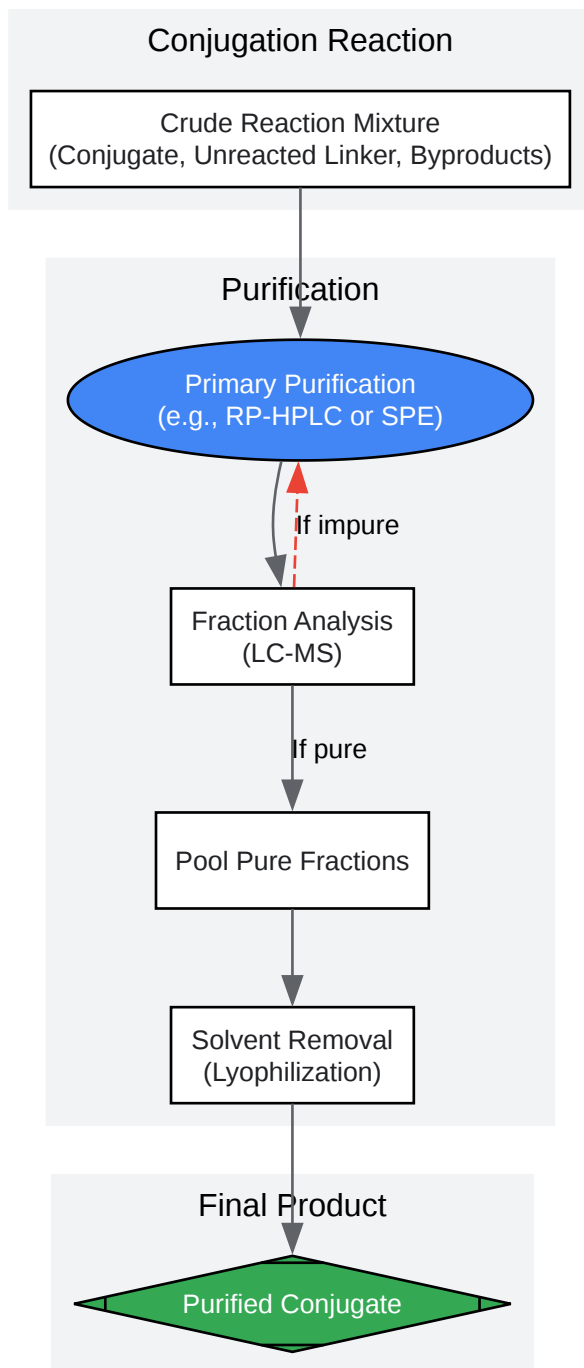 Conjugation Reaction
Crude Reaction Mixture
(Conjugate, Unreacted Linker, Byproducts)
Purification
Primary Purification
(e.g., RP-HPLC or SPE)
If impure
Fraction Analysis
(LC-MS)
If pure
Pool Pure Fractions
Solvent Removal
(Lyophilization)
Final Product
Purified Conjugate